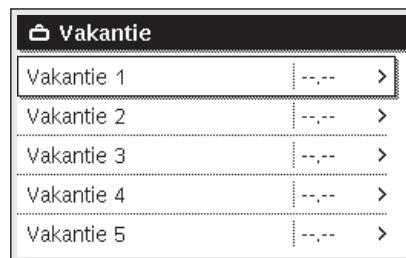 Vakantie
Vakantie 1 --,-- >
Vakantie 2 --,-- >
Vakantie 3 --,-- >
Vakantie 4 --,-- >
Vakantie 5 --,-- >